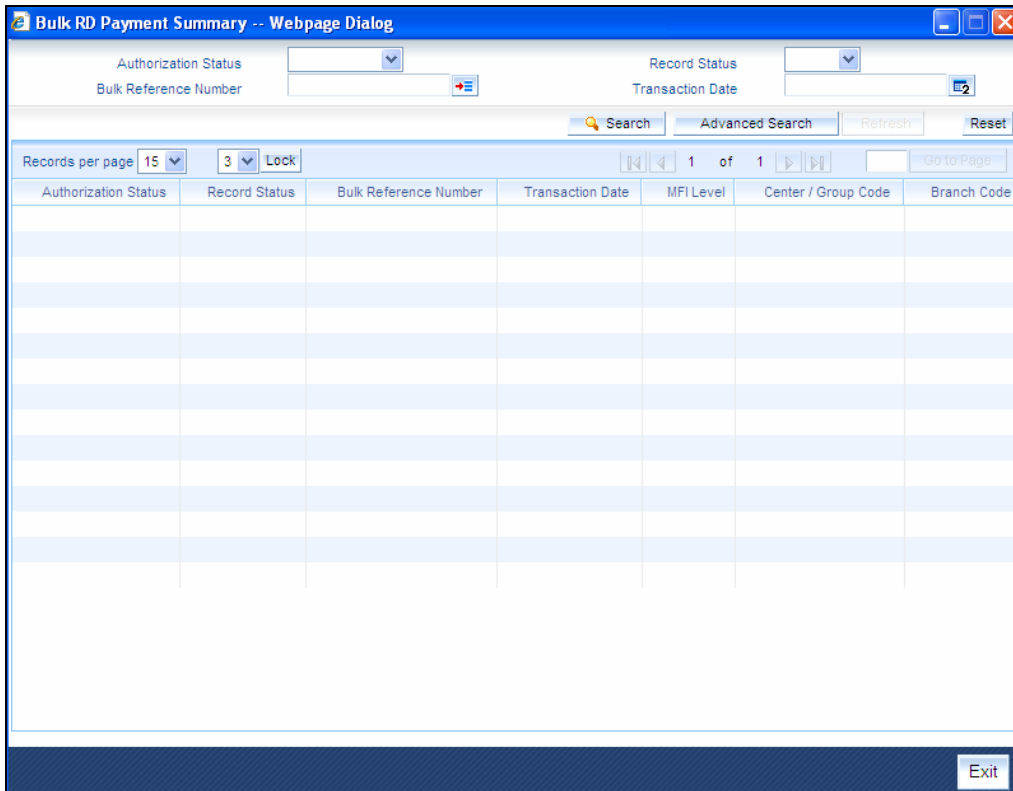 Bulk RD Payment Summary -- Webpage Dialog
Authorization Status Record Status
Bulk Reference Number Transaction Date
2
Search Advanced Search Refresh Reset
Records per page 15 3 Lock 1 of 1 Go to Page
Authorization Status Record Status Bulk Reference Number Transaction Date MFI Level Center / Group Code Branch Code
Exit